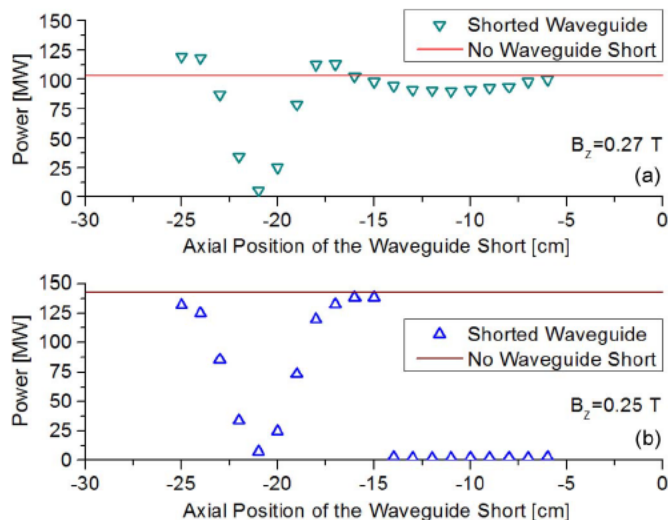 150
125
100
75
50
25
0
Power [MW]
Shorted Waveguide
No Waveguide Short
B_Z=0.27 T
(a)
-30 -25 -20 -15 -10 -5 0
Axial Position of the Waveguide Short [cm]
150
125
100
75
50
25
0
Power [MW]
Shorted Waveguide
No Waveguide Short
B_Z=0.25 T
(b)
-30 -25 -20 -15 -10 -5 0
Axial Position of the Waveguide Short [cm]